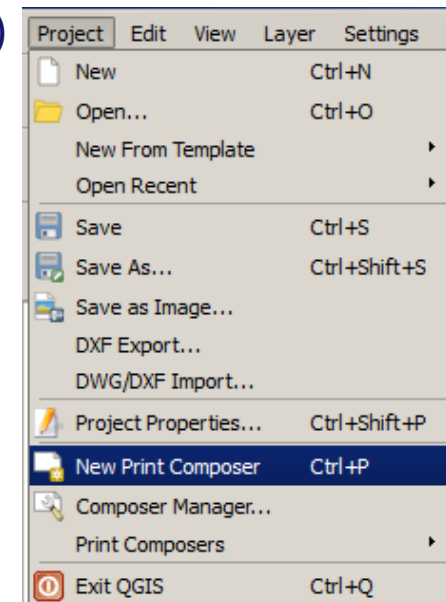 )
Project Edit View Layer Settings
New Ctrl+N
Open... Ctrl+O
New From Template
Open Recent
Save Ctrl+S
Save As... Ctrl+Shift+S
Save as Image...
DXF Export...
DWG/DXF Import...
Project Properties... Ctrl+Shift+P
New Print Composer Ctrl+P
Composer Manager...
Print Composers
Exit QGIS Ctrl+Q